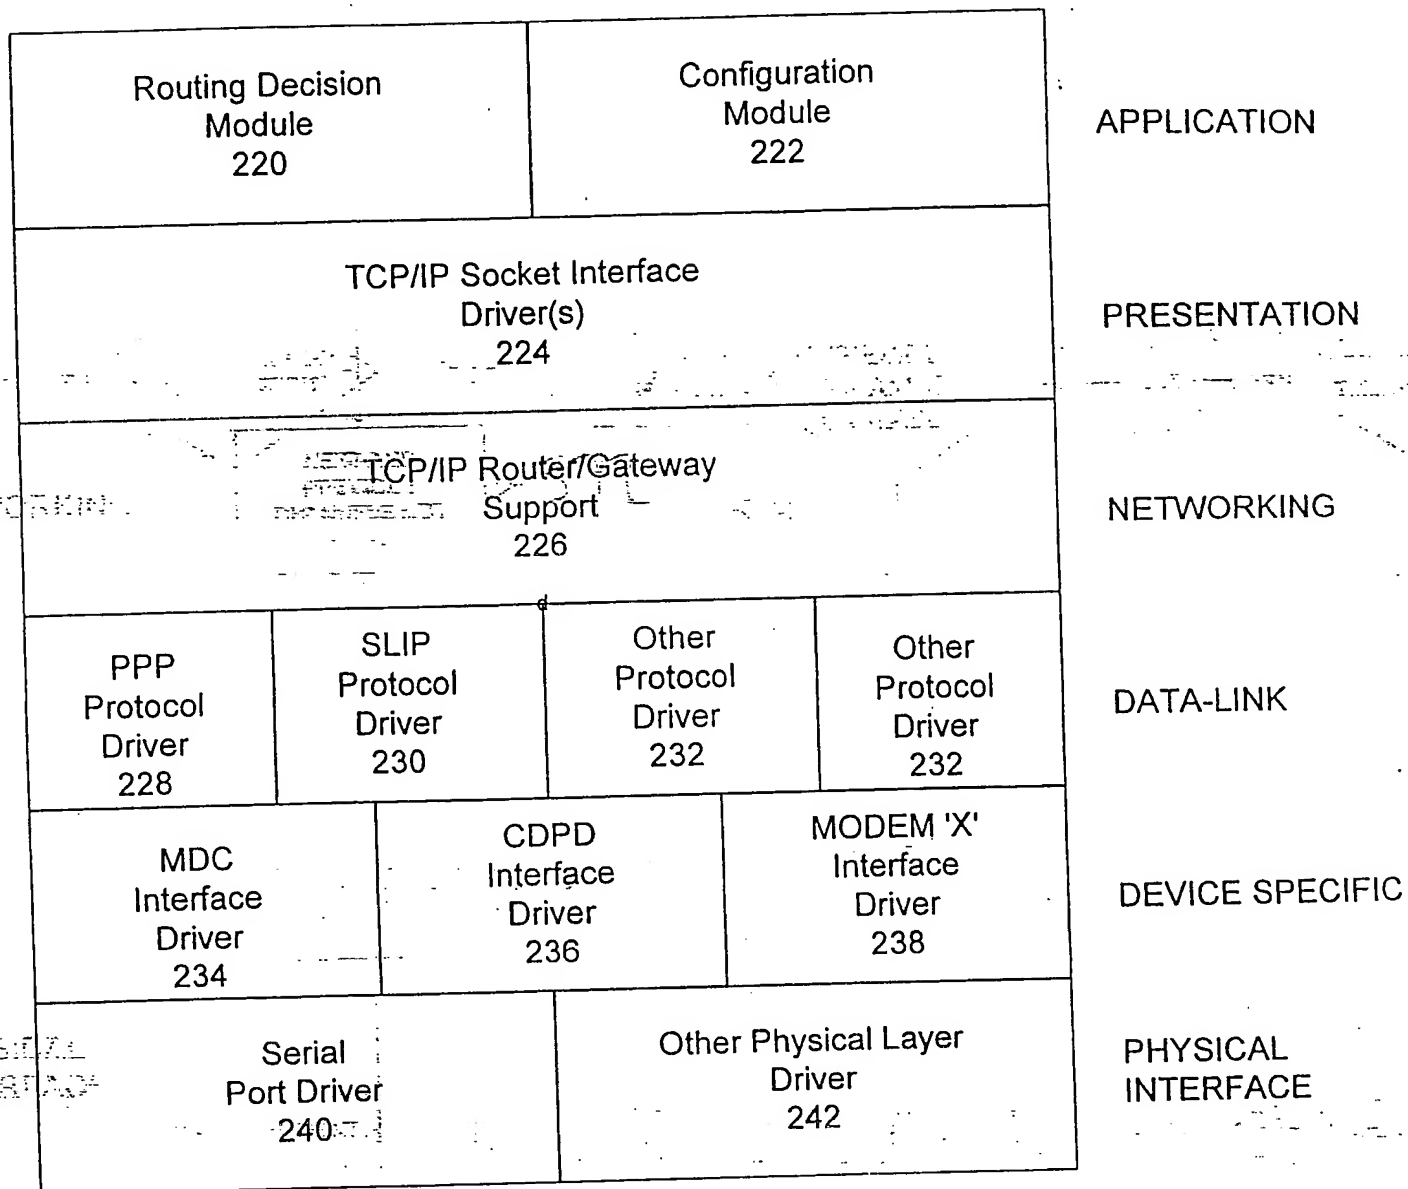 Routing Decision
Module
220
Configuration
Module
222
APPLICATION
TCP/IP Socket Interface
Driver(s)
224
PRESENTATION
TCP/IP Router/Gateway
Support
226
NETWORKING
PPP
Protocol
Driver
228
SLIP
Protocol
Driver
230
Other
Protocol
Driver
232
Other
Protocol
Driver
232
DATA-LINK
MDC
Interface
Driver
234
CDPD
Interface
Driver
236
MODEM 'X'
Interface
Driver
238
DEVICE SPECIFIC
Serial
Port Driver
240
Other Physical Layer
Driver
242
PHYSICAL
INTERFACE